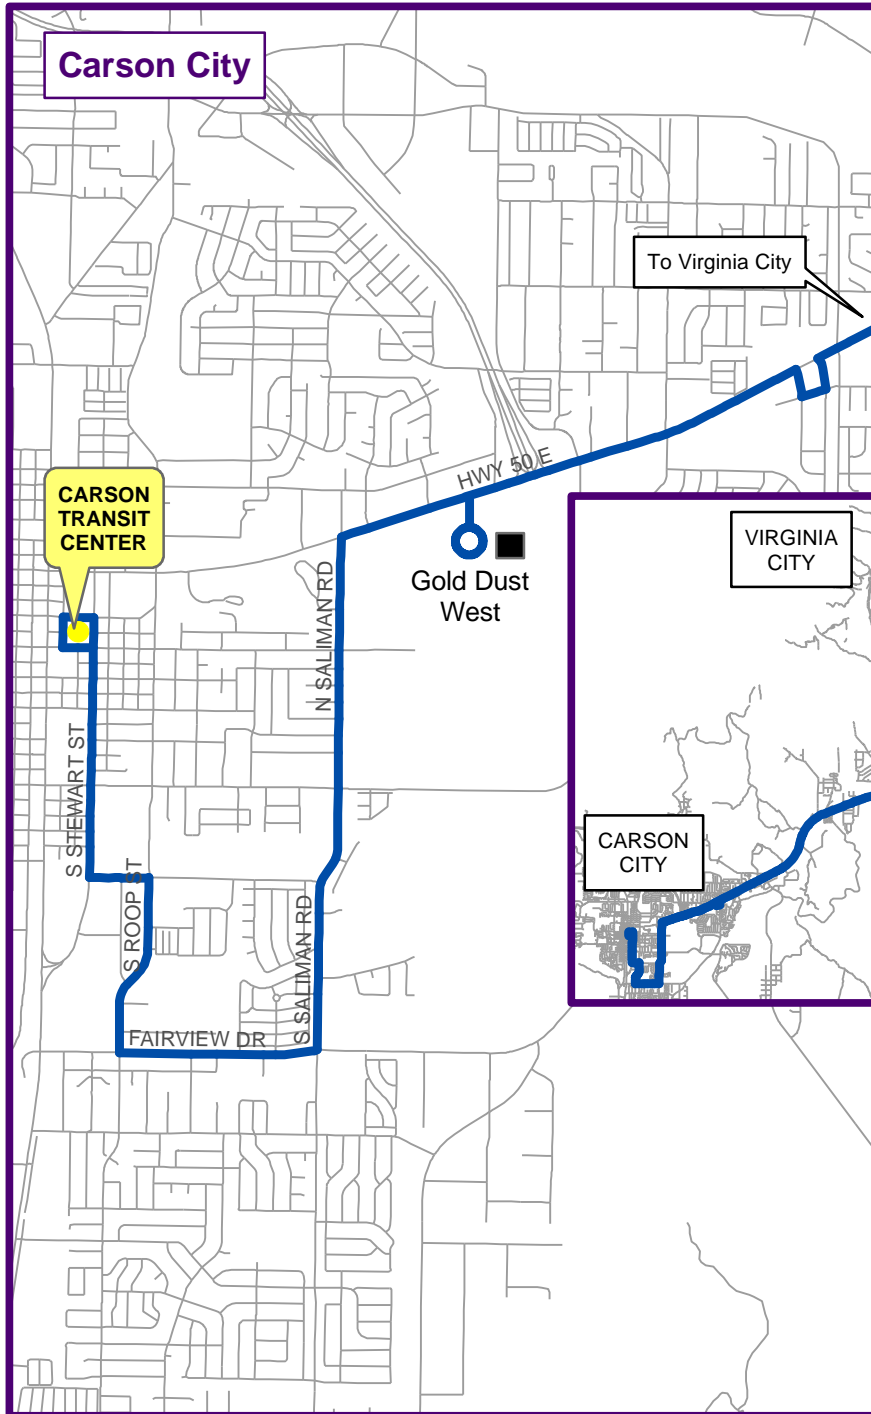 Carson City
To Virginia City
HWY 50 E
CARSON
TRANSIT
CENTER
VIRGINIA
CITY
Gold Dust
West
N SALIMAN RD
S STEWART ST
CARSON
CITY
S ROOP ST
S SALIMAN RD
FAIRVIEW DR